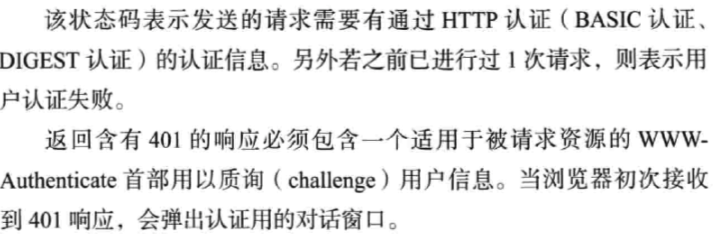 该状态码表示发送的请求需要有通过 HTTP 认证（BASIC 认证、
DIGEST 认证）的认证信息。另外若之前已进行过 1 次请求，则表示用
户认证失败。
返回含有 401 的响应必须包含一个适用于被请求资源的 WWW-
Authenticate 首部用以质询（challenge）用户信息。当浏览器初次接收
到 401 响应，会弹出认证用的对话窗口。